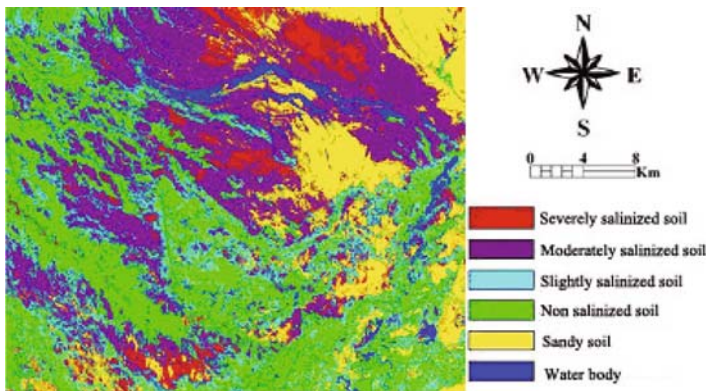 N
W E
S
0 4 8
Km
Severely salinized soil
Moderately salinized soil
Slightly salinized soil
Non salinized soil
Sandy soil
Water body